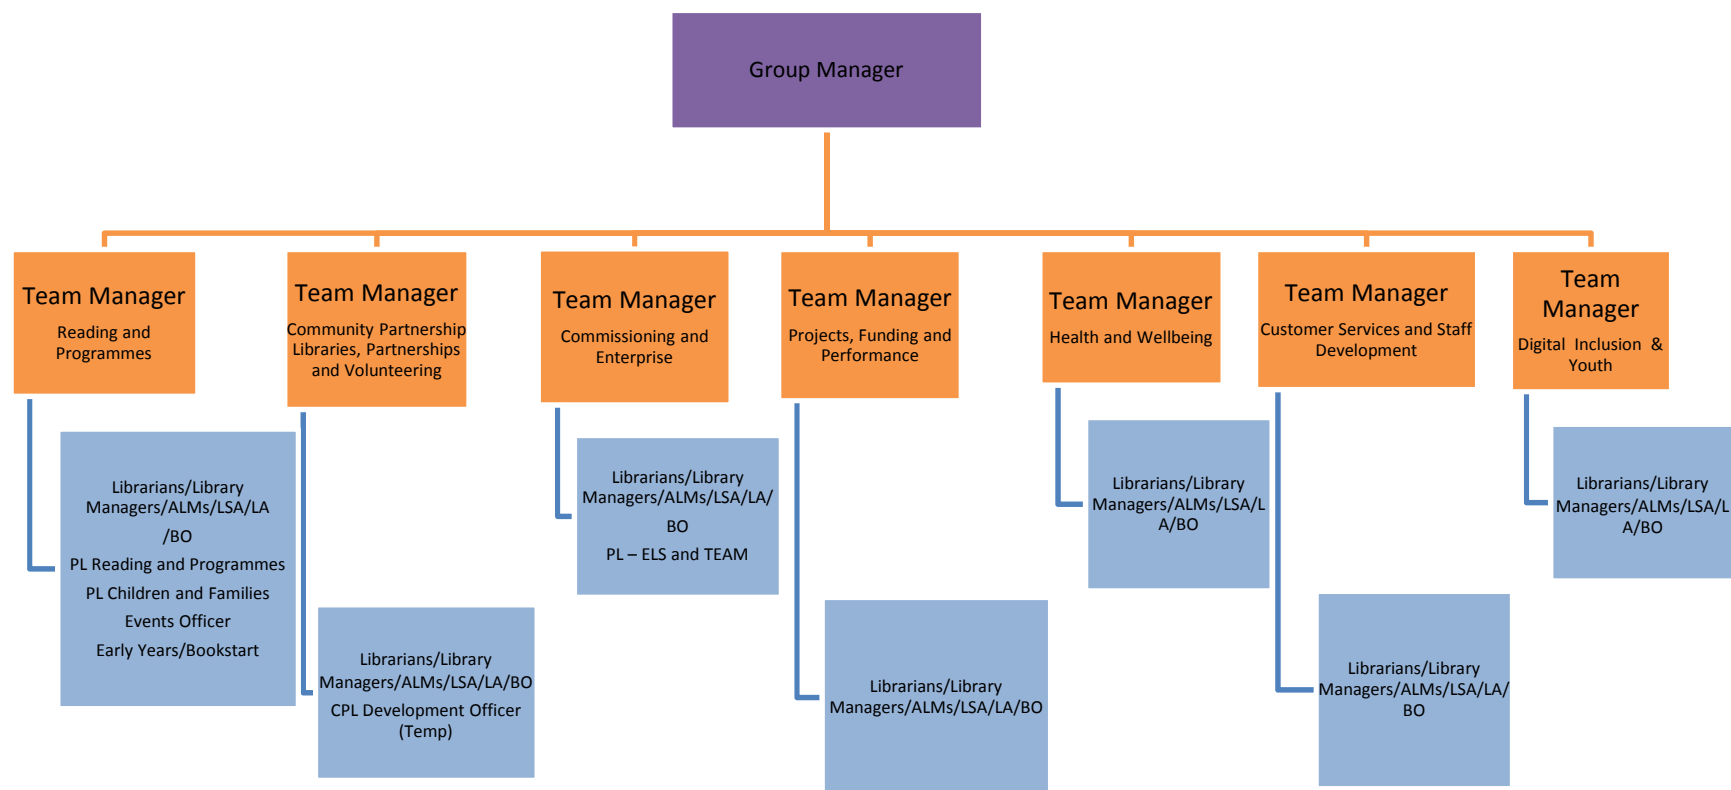 Group Manager
Team Manager
Reading and
Programmes
Team Manager
Community Partnership
Libraries, Partnerships
and Volunteering
Team Manager
Commissioning and
Enterprise
Team Manager
Projects, Funding and
Performance
Team Manager
Health and Wellbeing
Team Manager
Customer Services and Staff
Development
Team
Manager
Digital Inclusion &
Youth
Librarians/Library
Managers/ALMs/LSA/LA
/BO
PL Reading and Programmes
PL Children and Families
Events Officer
Early Years/Bookstart
Librarians/Library
Managers/ALMs/LSA/LA/BO
CPL Development Officer
(Temp)
Librarians/Library
Managers/ALMs/LSA/LA/
BO
PL – ELS and TEAM
Librarians/Library
Managers/ALMs/LSA/LA/BO
Librarians/Library
Managers/ALMs/LSA/L
A/BO
Librarians/Library
Managers/ALMs/LSA/LA/
BO
Librarians/Library
Managers/ALMs/LSA/L
A/BO